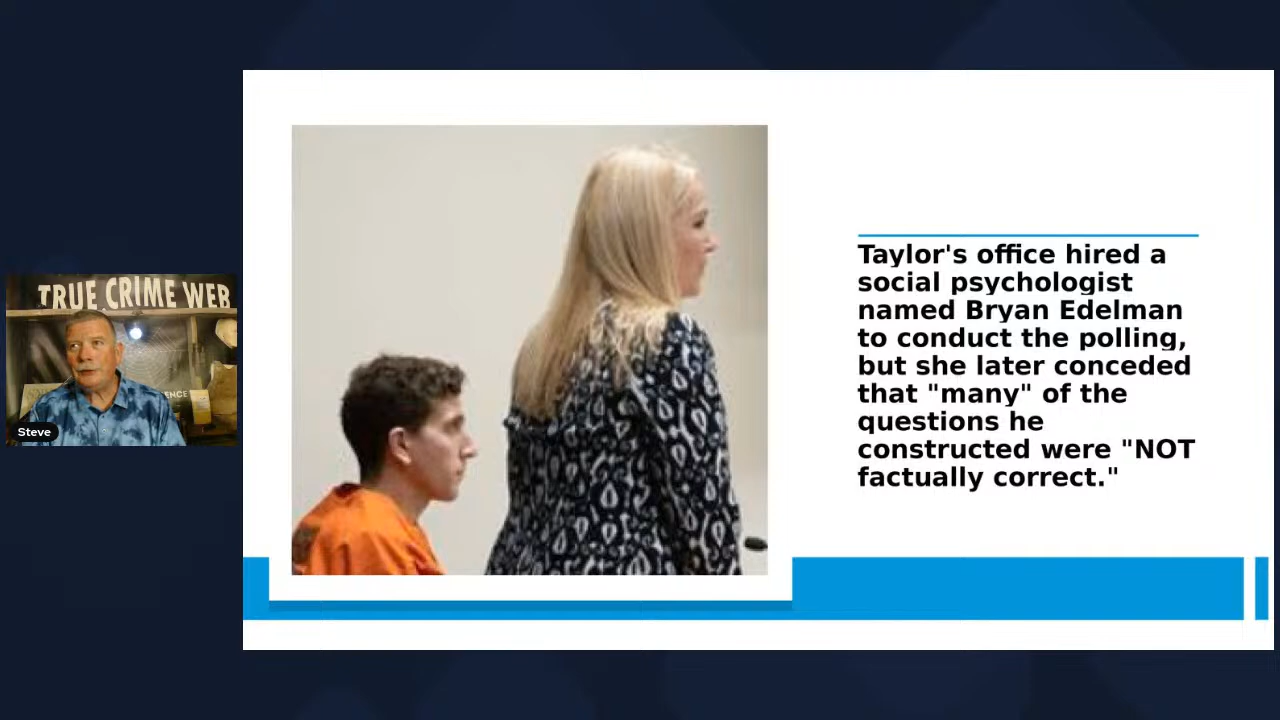 TRUE CRIME WEB
ENCE
Steve
Taylor's office hired a
social psychologist
named Bryan Edelman
to conduct the polling,
but she later conceded
that "many" of the
questions he
constructed were "NOT
factually correct."